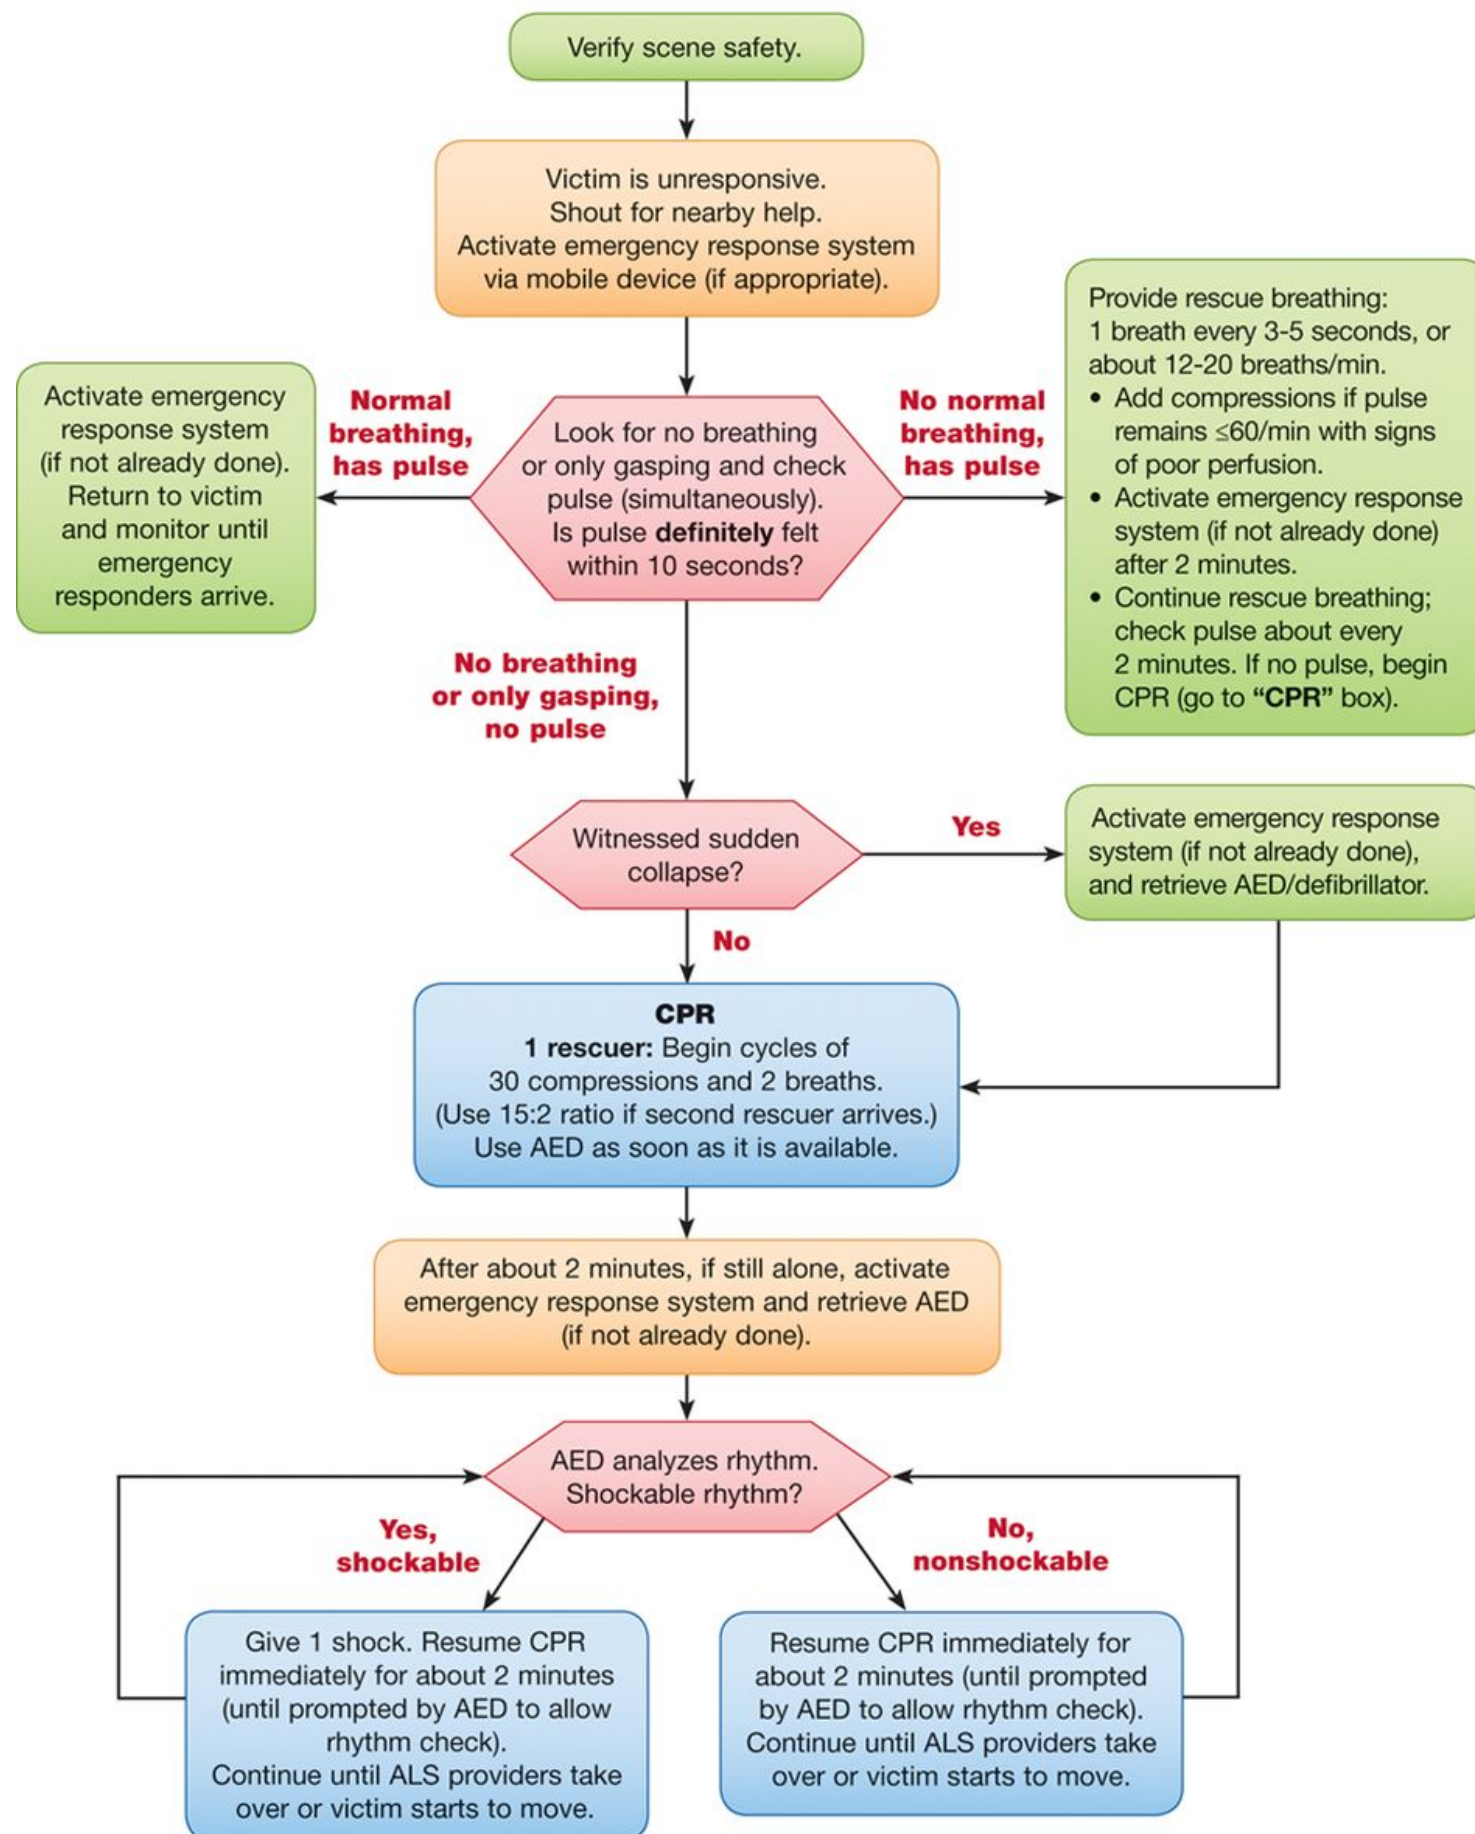 Verify scene safety.
Victim is unresponsive.
Shout for nearby help.
Activate emergency response system
via mobile device (if appropriate).
Activate emergency
response system
(if not already done).
Return to victim
and monitor until
emergency
responders arrive.
Normal
breathing,
has pulse
Look for no breathing
or only gasping and check
pulse (simultaneously).
Is pulse definitely felt
within 10 seconds?
No normal
breathing,
has pulse
Provide rescue breathing:
1 breath every 3-5 seconds, or
about 12-20 breaths/min.
• Add compressions if pulse
remains ≤60/min with signs
of poor perfusion.
• Activate emergency response
system (if not already done)
after 2 minutes.
• Continue rescue breathing;
check pulse about every
2 minutes. If no pulse, begin
CPR (go to “CPR” box).
No breathing
or only gasping,
no pulse
Witnessed sudden
collapse?
Yes
Activate emergency response
system (if not already done),
and retrieve AED/defibrillator.
No
CPR
1 rescuer: Begin cycles of
30 compressions and 2 breaths.
(Use 15:2 ratio if second rescuer arrives.)
Use AED as soon as it is available.
After about 2 minutes, if still alone, activate
emergency response system and retrieve AED
(if not already done).
AED analyzes rhythm.
Shockable rhythm?
Yes,
shockable
No,
nonshockable
Give 1 shock. Resume CPR
immediately for about 2 minutes
(until prompted by AED to allow
rhythm check).
Continue until ALS providers take
over or victim starts to move.
Resume CPR immediately for
about 2 minutes (until prompted
by AED to allow rhythm check).
Continue until ALS providers take
over or victim starts to move.